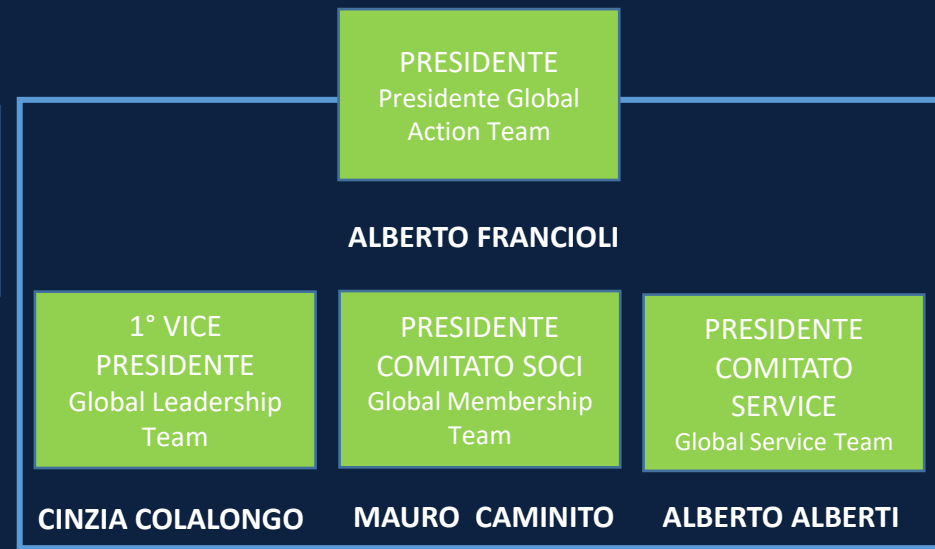 PRESIDENTE
Presidente Global
Action Team
ALBERTO FRANCIOLI
1° VICE
PRESIDENTE
Global Leadership
Team
PRESIDENTE
COMITATO SOCI
Global Membership
Team
PRESIDENTE
COMITATO
SERVICE
Global Service Team
CINZIA COLALONGO
MAURO CAMINITO
ALBERTO ALBERTI